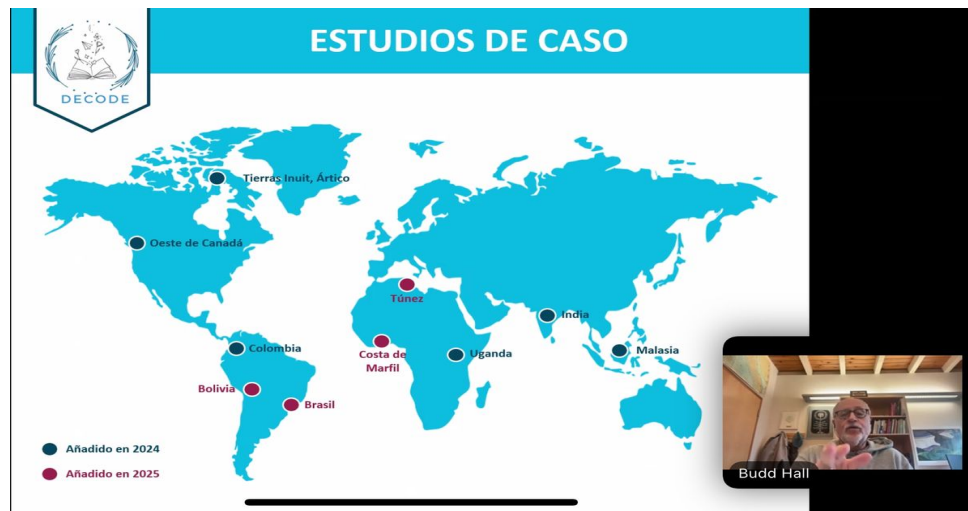 ESTUDIOS DE CASO
DECODE
Tierras Inuit, Ártico
Oeste de Canadá
Túnez
India
Colombia
Costa de
Marfil
Uganda
Malasia
Bolivia
Brasil
Añadido en 2024
Añadido en 2025
Budd Hall